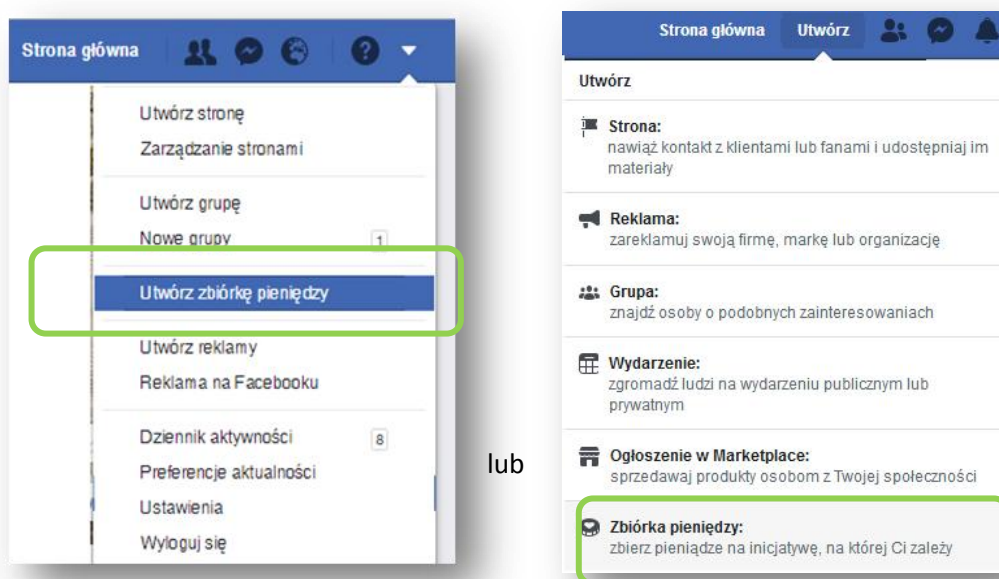 Strona główna
Utwórz stronę
Zarządzanie stronami
Utwórz grupę
Nowe grupy 1
Utwórz zbiórkę pieniędzy
Utwórz reklamy
Reklama na Facebooku
Dziennik aktywności 8
Preferencje aktualności
Ustawienia
Wyloguj się
lub
Strona główna Utwórz
Utwórz
Strona:
nawiąż kontakt z klientami lub fanami i udostępniaj im
materiały
Reklama:
zareklamuj swoją firmę, markę lub organizację
Grupa:
znajdź osoby o podobnych zainteresowaniach
Wydarzenie:
zgromadź ludzi na wydarzeniu publicznym lub
prywatnym
Ogłoszenie w Marketplace:
sprzedawaj produkty osobom z Twojej społeczności
Zbiórka pieniędzy:
zbierz pieniądze na inicjatywę, na której Ci zależy